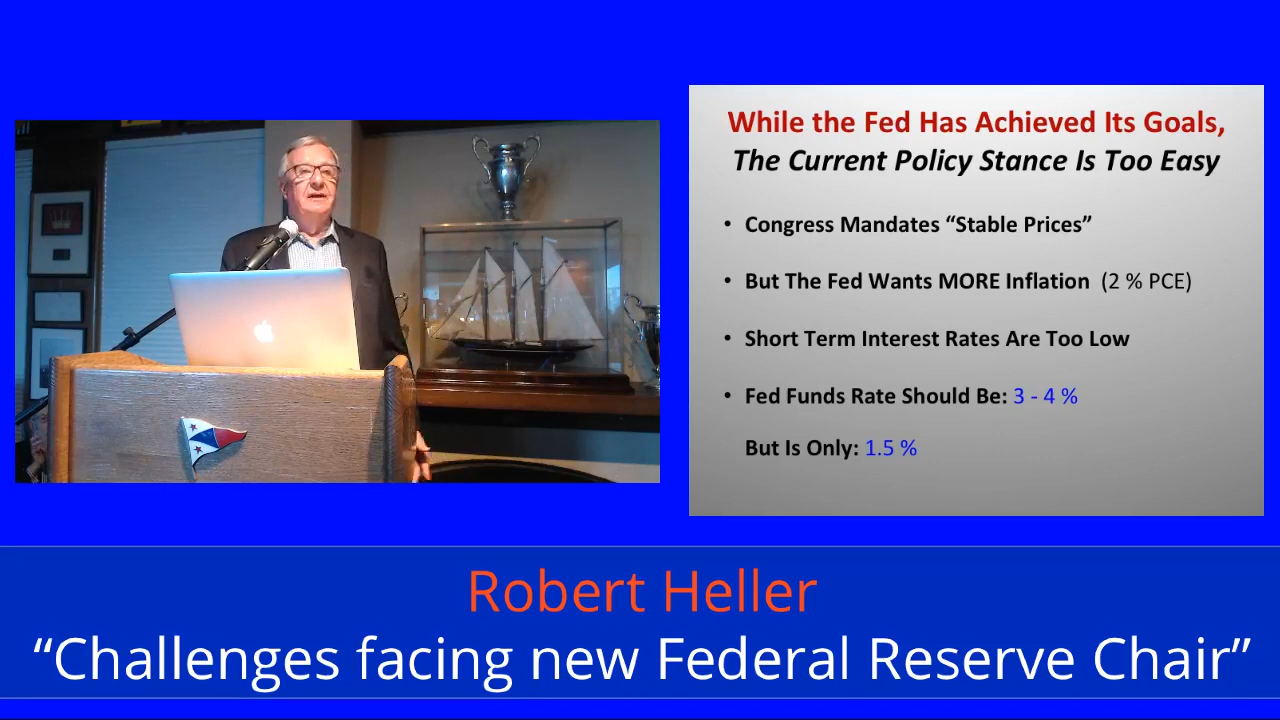 While the Fed Has Achieved Its Goals,
The Current Policy Stance Is Too Easy
• Congress Mandates “Stable Prices”
• But The Fed Wants MORE Inflation (2 % PCE)
• Short Term Interest Rates Are Too Low
• Fed Funds Rate Should Be: 3 - 4 %
But Is Only: 1.5 %
Robert Heller
“Challenges facing new Federal Reserve Chair”